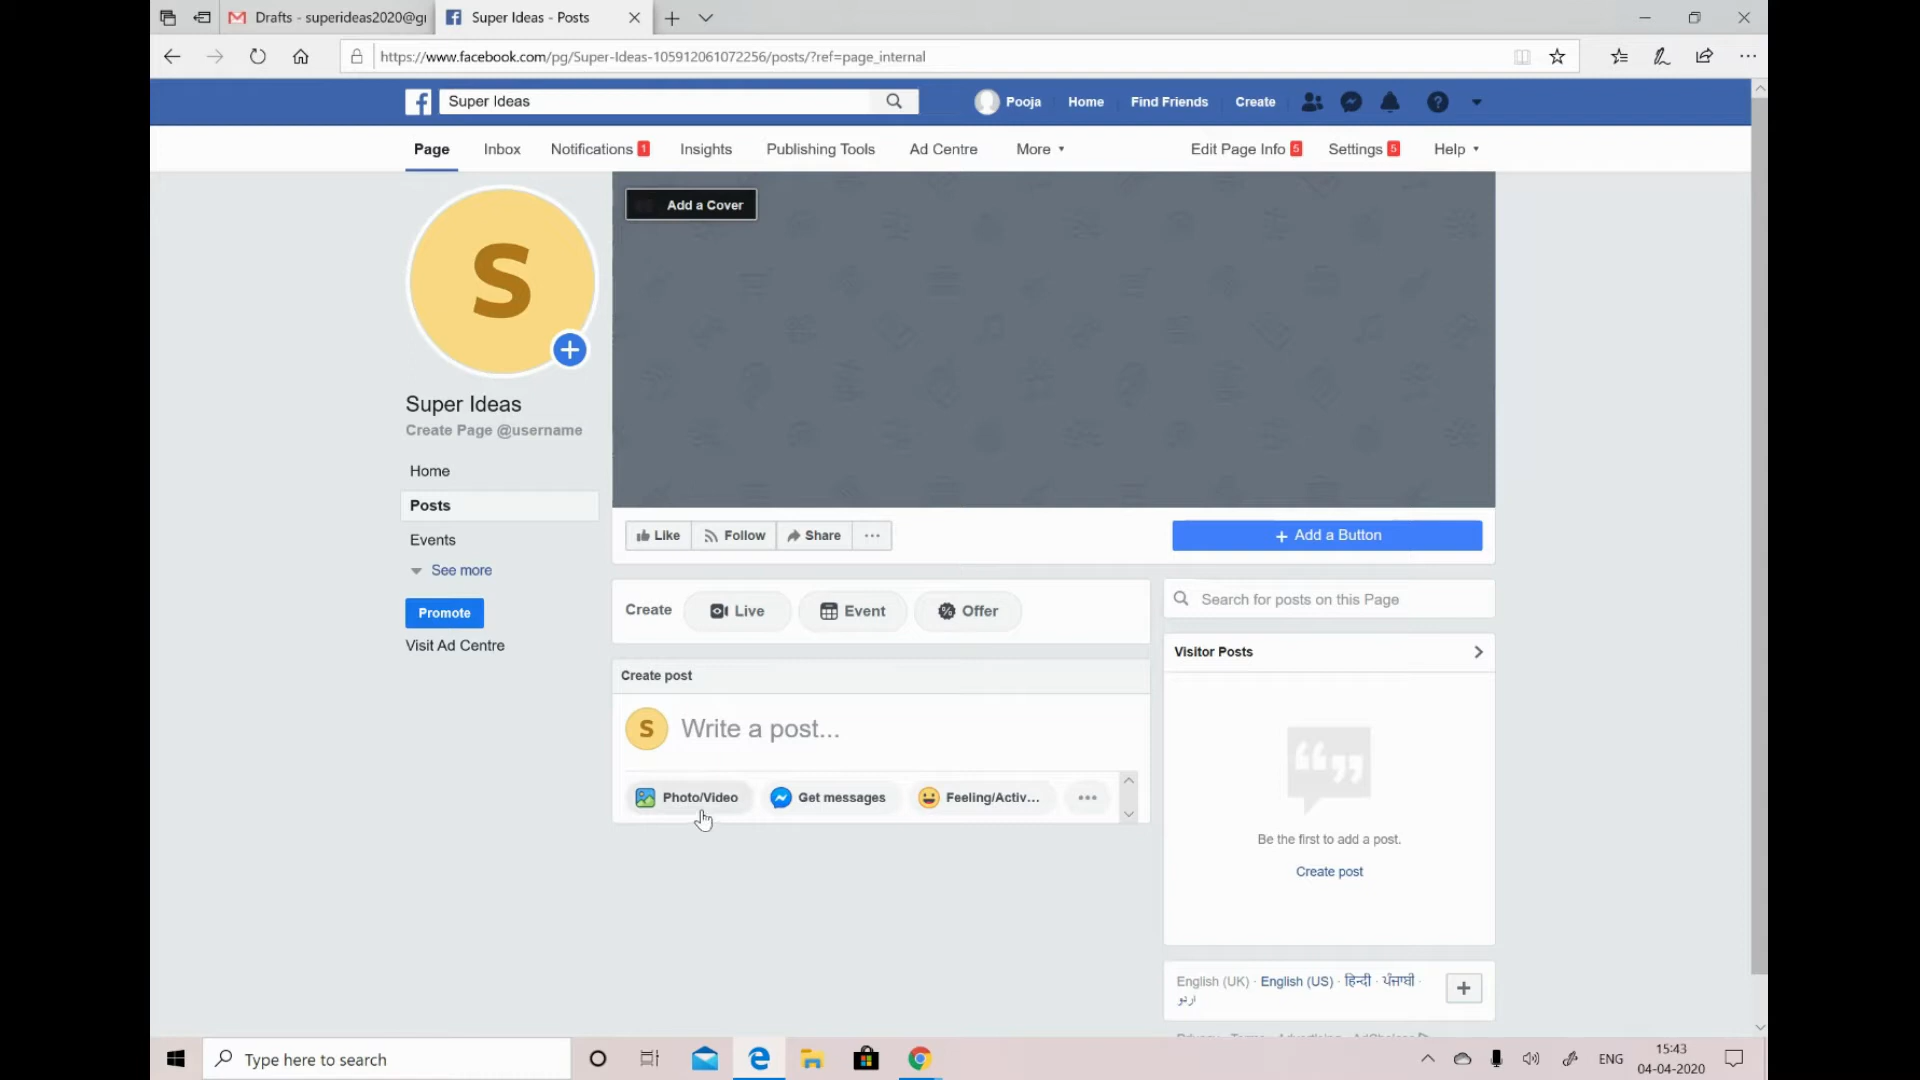 Drafts - superideas2020@g
Super Ideas - Posts
https://www.facebook.com/pg/Super-Ideas-105912061072256/posts/?ref=page_internal
Super Ideas
Pooja
Home
Find Friends
Create
Page
Inbox
Notifications 1
Insights
Publishing Tools
Ad Centre
More
Edit Page Info 5
Settings 5
Help
Add a Cover
S
Super Ideas
Create Page @username
Home
Posts
Events
See more
Promote
Visit Ad Centre
Like
Follow
Share
...
+ Add a Button
Create
Live
Event
Offer
Search for posts on this Page
Create post
Visitor Posts
S
Write a post...
Photo/Video
Get messages
Feeling/Activ...
Be the first to add a post.
Create post
English (UK) · English (US) · हिन्दी · ਪੰਜਾਬੀ ·
اردو
Privacy · Terms · Advertising · AdChoices
Type here to search
ENG
15:43
04-04-2020